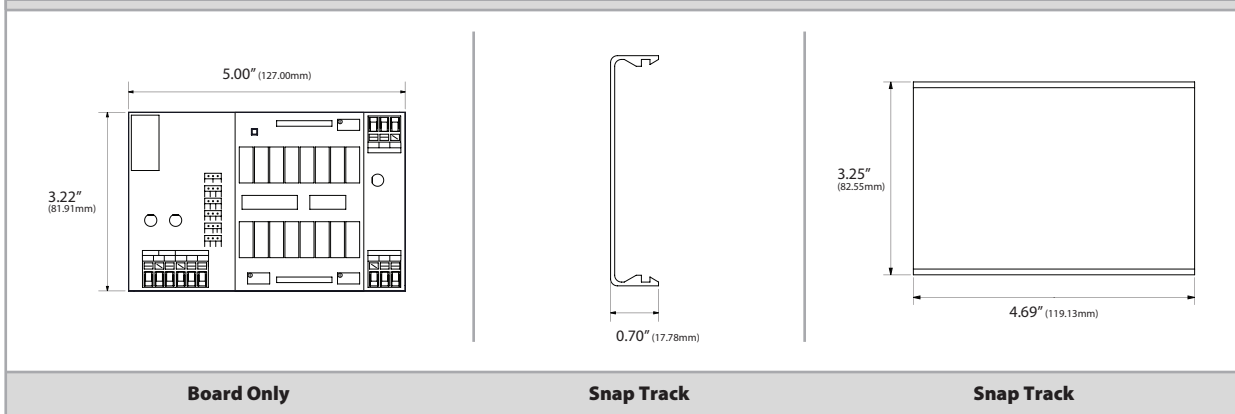 5.00” (127.00mm)
3.22”
(81.91mm)
0.70” (17.78mm)
3.25”
(82.55mm)
4.69” (119.13mm)
Board Only
Snap Track
Snap Track